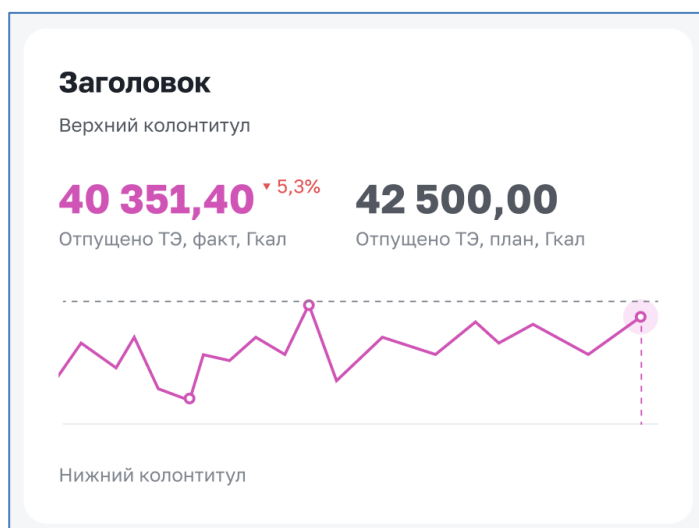 Заголовок
Верхний колонтитул
40 351,40 ▼ 5,3% 42 500,00
Отпущено ТЭ, факт, Гкал Отпущено ТЭ, план, Гкал
Нижний колонтитул